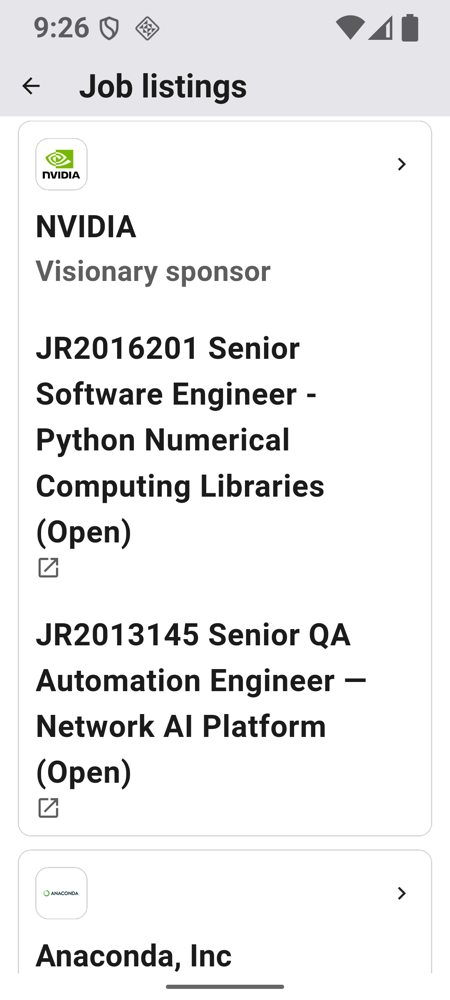 9:26
Job listings
NVIDIA
NVIDIA
Visionary sponsor
JR2016201 Senior
Software Engineer -
Python Numerical
Computing Libraries
(Open)
JR2013145 Senior QA
Automation Engineer —
Network AI Platform
(Open)
ANACONDA
Anaconda, Inc